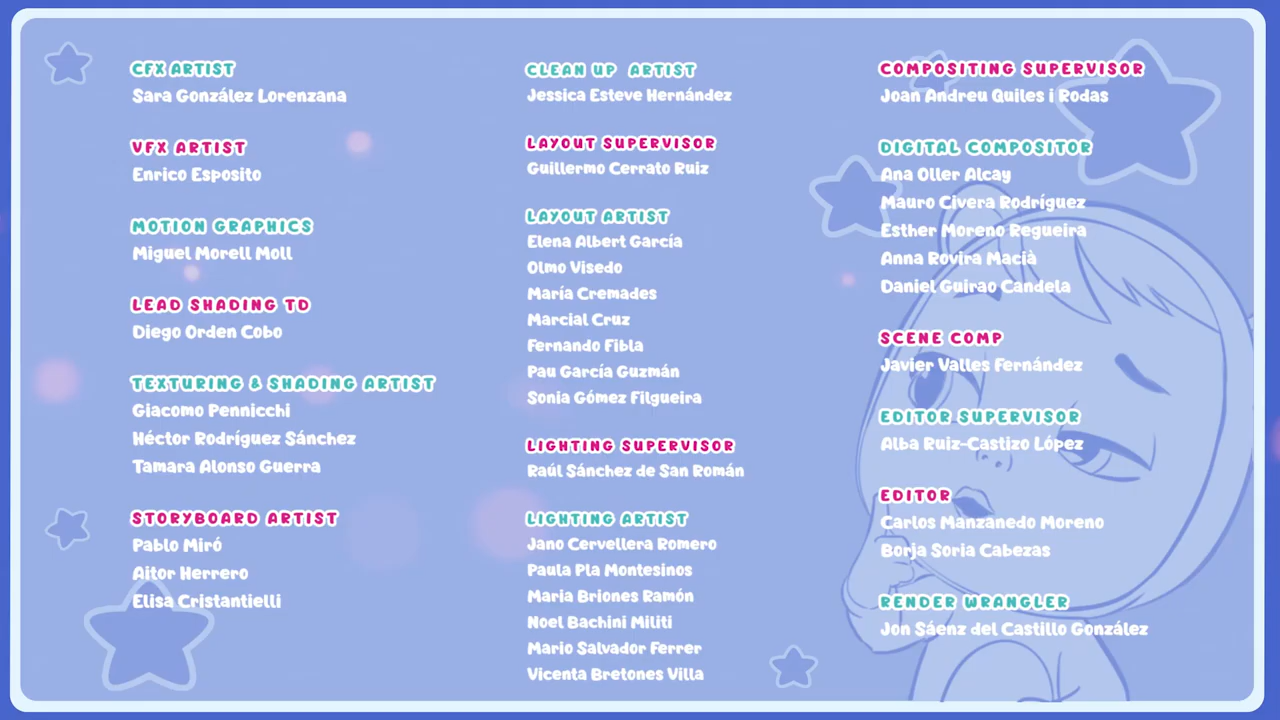 CFX ARTIST
Sara González Lorenzana
VFX ARTIST
Enrico Esposito
MOTION GRAPHICS
Miguel Morell Moll
LEAD SHADING TD
Diego Orden Cobo
TEXTURING & SHADING ARTIST
Giacomo Pennicchi
Héctor Rodríguez Sánchez
Tamara Alonso Guerra
STORYBOARD ARTIST
Pablo Miró
Aitor Herrero
Elisa Cristantielli
CLEAN UP ARTIST
Jessica Esteve Hernández
LAYOUT SUPERVISOR
Guillermo Cerrato Ruiz
LAYOUT ARTIST
Elena Albert García
Olmo Visedo
María Cremades
Marcial Cruz
Fernando Fibla
Pau García Guzmán
Sonia Gómez Filgueira
LIGHTING SUPERVISOR
Raúl Sánchez de San Román
LIGHTING ARTIST
Jano Cervellera Romero
Paula Pla Montesinos
Maria Briones Ramón
Noel Bachini Militi
Mario Salvador Ferrer
Vicenta Bretones Villa
COMPOSITING SUPERVISOR
Joan Andreu Quiles i Rodas
DIGITAL COMPOSITOR
Ana Oller Alcay
Mauro Civera Rodríguez
Esther Moreno Regueira
Anna Rovira Macià
Daniel Guirao Candela
SCENE COMP
Javier Valles Fernández
EDITOR SUPERVISOR
Alba Ruiz-Castizo López
EDITOR
Carlos Manzanedo Moreno
Borja Soria Cabezas
RENDER WRANGLER
Jon Sáenz del Castillo González